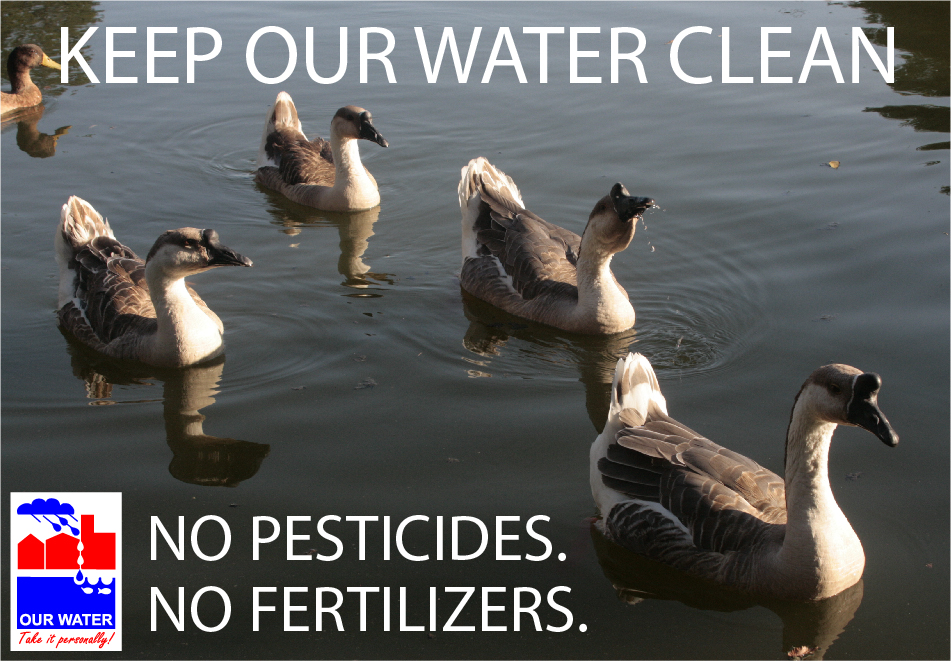 KEEP OUR WATER CLEAN
NO PESTICIDES.
NO FERTILIZERS.
OUR WATER
Take it personally!